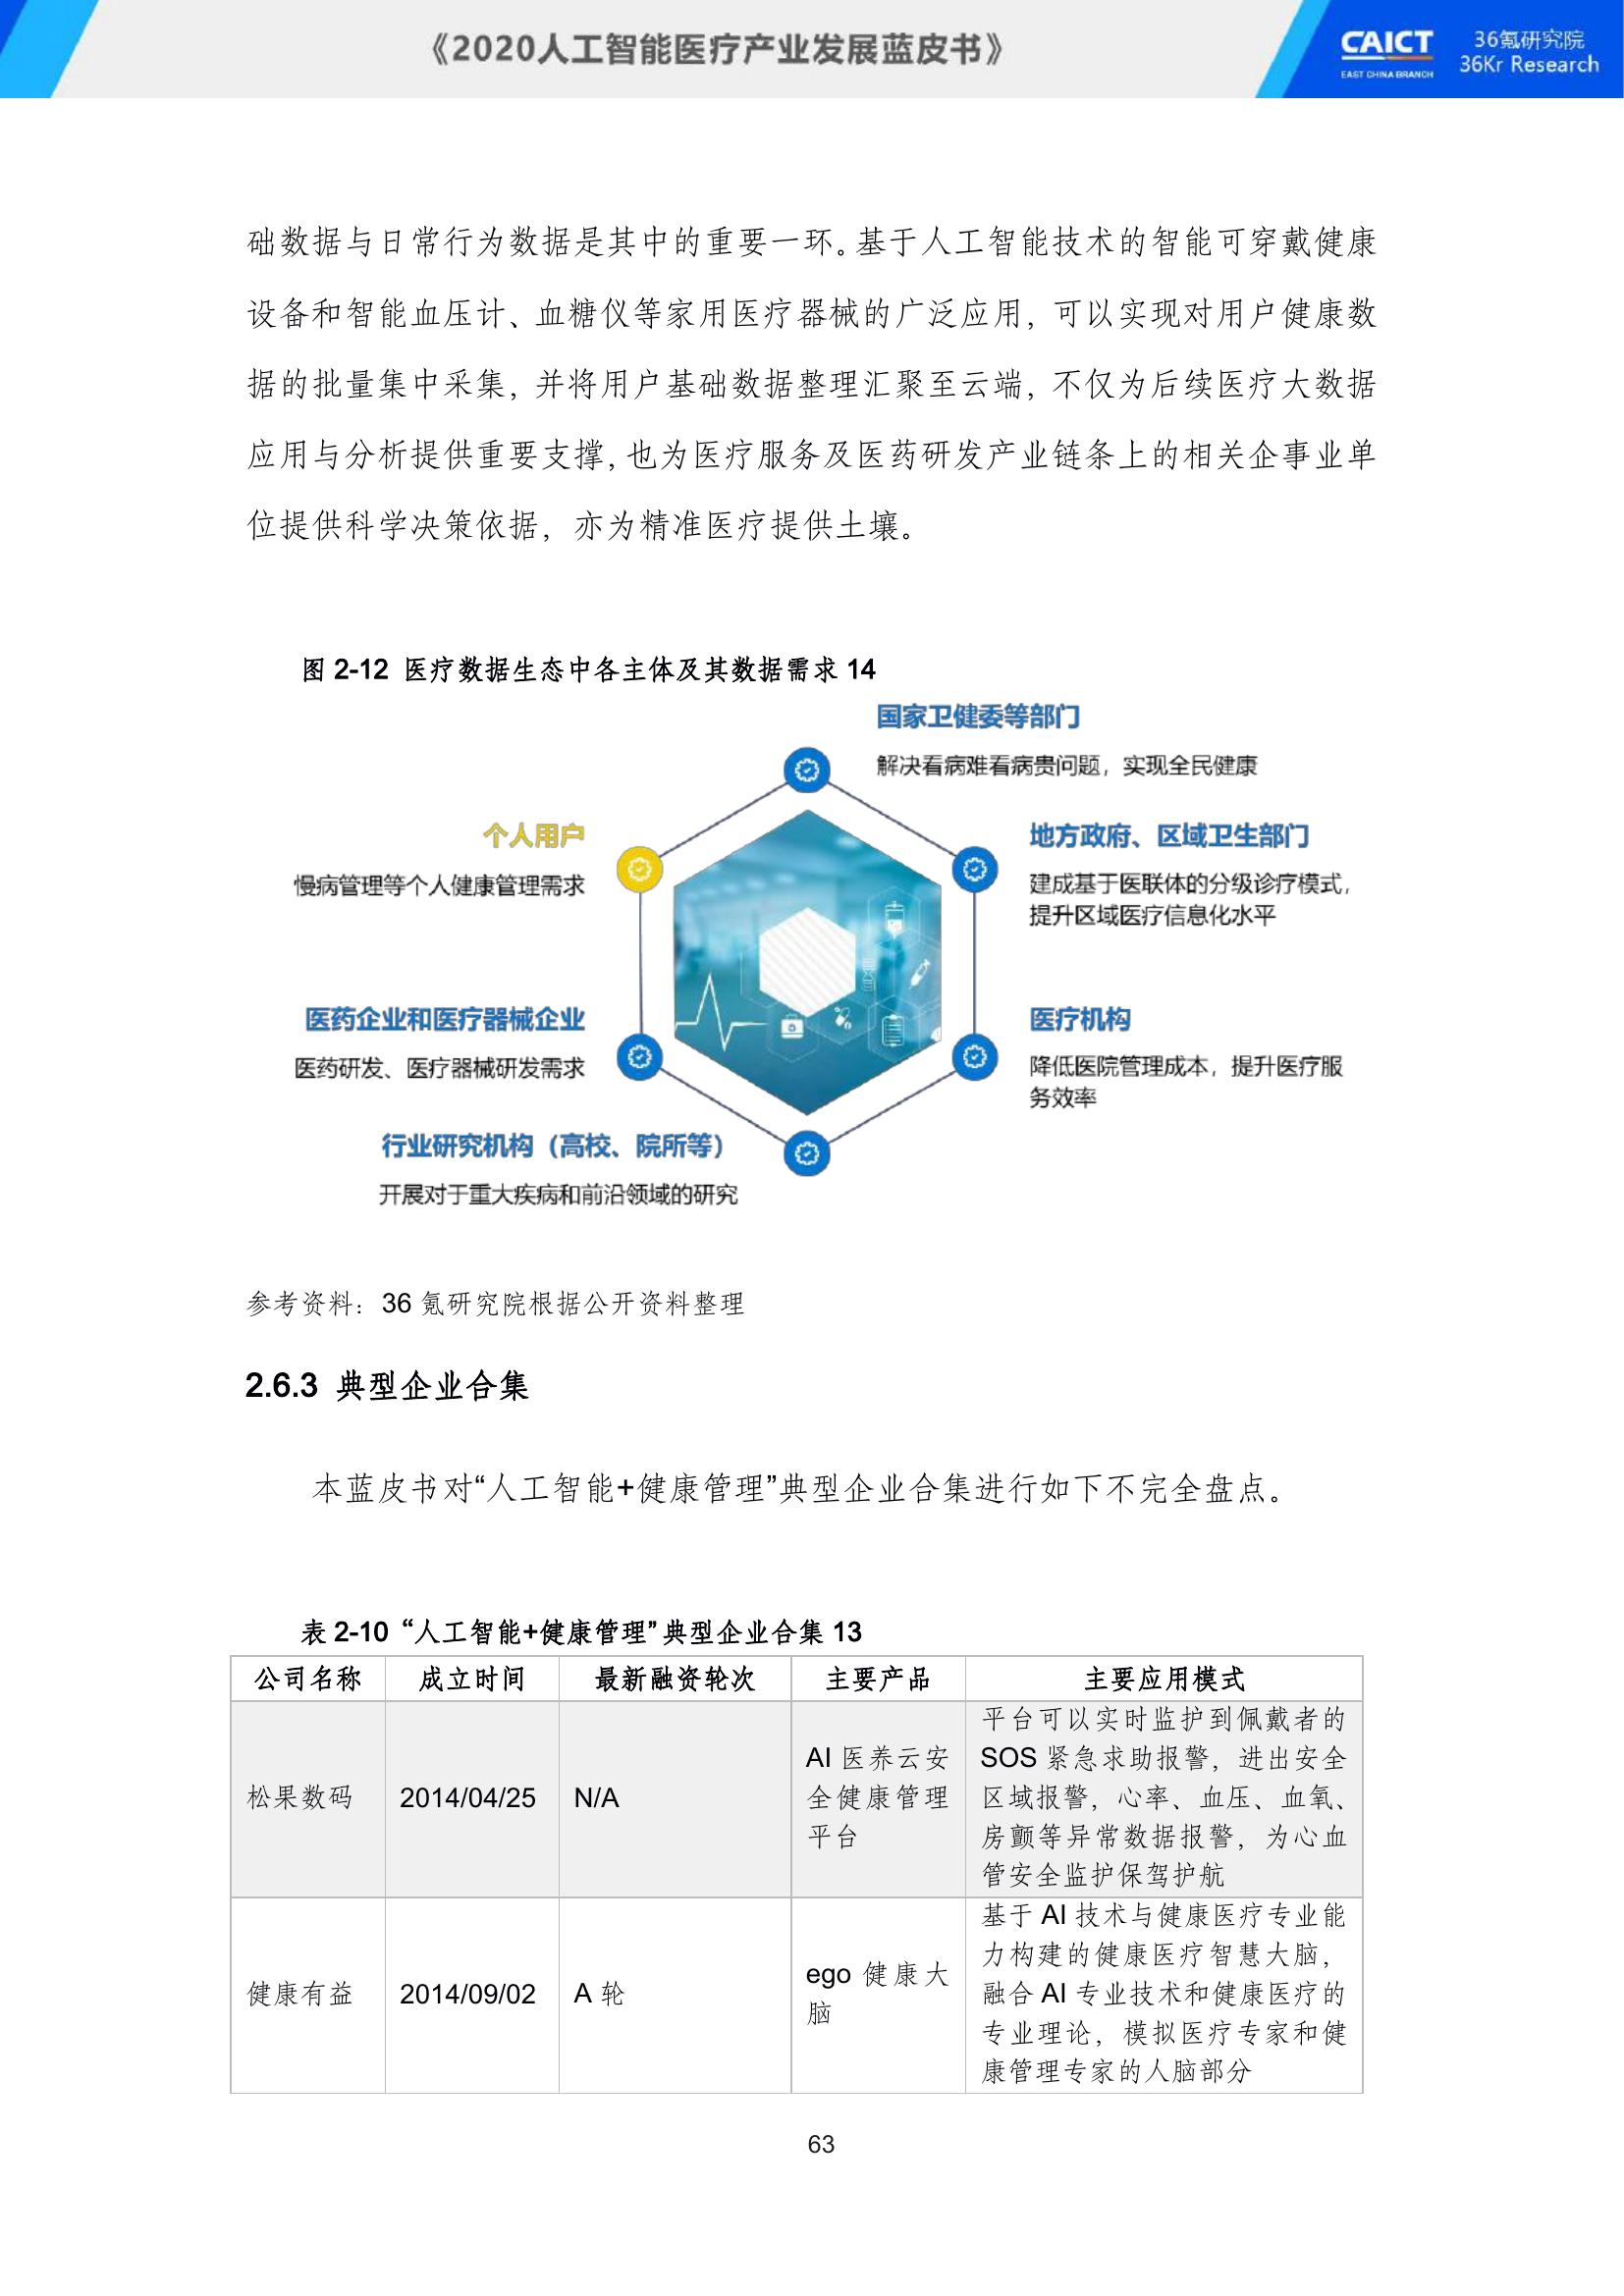 《2020人工智能医疗产业发展蓝皮书》
CAICT
EAST CHINA BRANCH
36氪研究院
36Kr Research
础数据与日常行为数据是其中的重要一环。基于人工智能技术的智能可穿戴健康
设备和智能血压计、血糖仪等家用医疗器械的广泛应用，可以实现对用户健康数
据的批量集中采集，并将用户基础数据整理汇聚至云端，不仅为后续医疗大数据
应用与分析提供重要支撑，也为医疗服务及医药研发产业链条上的相关企事业单
位提供科学决策依据，亦为精准医疗提供土壤。
图 2-12 医疗数据生态中各主体及其数据需求 14
国家卫健委等部门
解决看病难看病贵问题，实现全民健康
个人用户
慢病管理等个人健康管理需求
地方政府、区域卫生部门
建成基于医联体的分级诊疗模式，
提升区域医疗信息化水平
医药企业和医疗器械企业
医药研发、医疗器械研发需求
医疗机构
降低医院管理成本，提升医疗服
务效率
行业研究机构（高校、院所等）
开展对于重大疾病和前沿领域的研究
参考资料：36 氪研究院根据公开资料整理
2.6.3 典型企业合集
本蓝皮书对“人工智能+健康管理”典型企业合集进行如下不完全盘点。
表 2-10 “人工智能+健康管理”典型企业合集 13
公司名称 成立时间 最新融资轮次 主要产品 主要应用模式
松果数码
2014/04/25
N/A
AI 医养云安
全健康管理
平台
平台可以实时监护到佩戴者的
SOS 紧急求助报警，进出安全
区域报警，心率、血压、血氧、
房颤等异常数据报警，为心血
管安全监护保驾护航
健康有益
2014/09/02
A 轮
ego 健康大
脑
基于 AI 技术与健康医疗专业能
力构建的健康医疗智慧大脑，
融合 AI 专业技术和健康医疗的
专业理论，模拟医疗专家和健
康管理专家的人脑部分
63